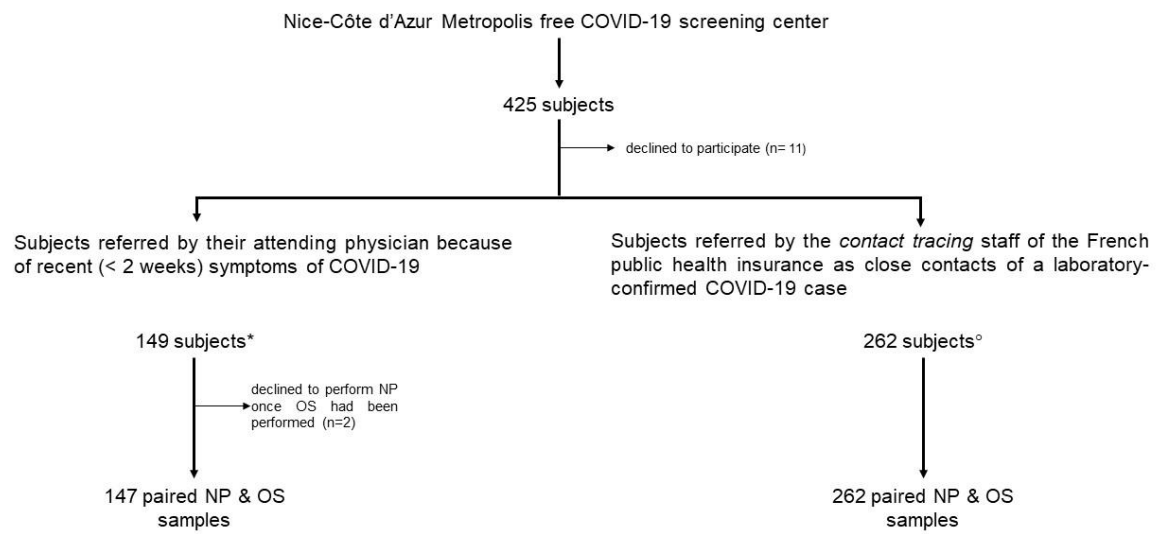 Nice-Côte d’Azur Metropolis free COVID-19 screening center
425 subjects
declined to participate (n= 11)
Subjects referred by their attending physician because
of recent (< 2 weeks) symptoms of COVID-19
Subjects referred by the contact tracing staff of the French
public health insurance as close contacts of a laboratory-
confirmed COVID-19 case
149 subjects*
262 subjects°
declined to perform NP
once OS had been
performed (n=2)
147 paired NP & OS
samples
262 paired NP & OS
samples